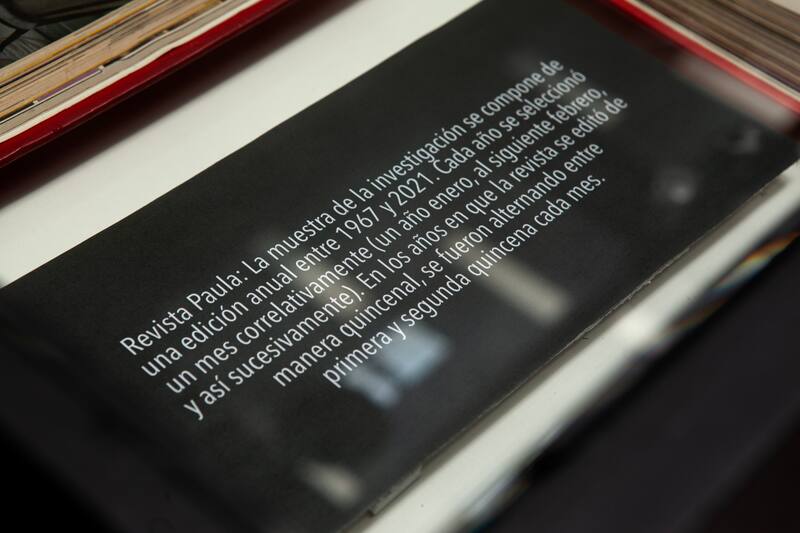 Revista Paula: La muestra de la investigación se compone de
una edición anual entre 1967 y 2021. Cada año se seleccionó
un mes correlativamente (un año enero, al siguiente febrero,
y así sucesivamente). En los años en que la revista se editó de
manera quincenal, se fueron alternando entre
primera y segunda quincena cada mes.